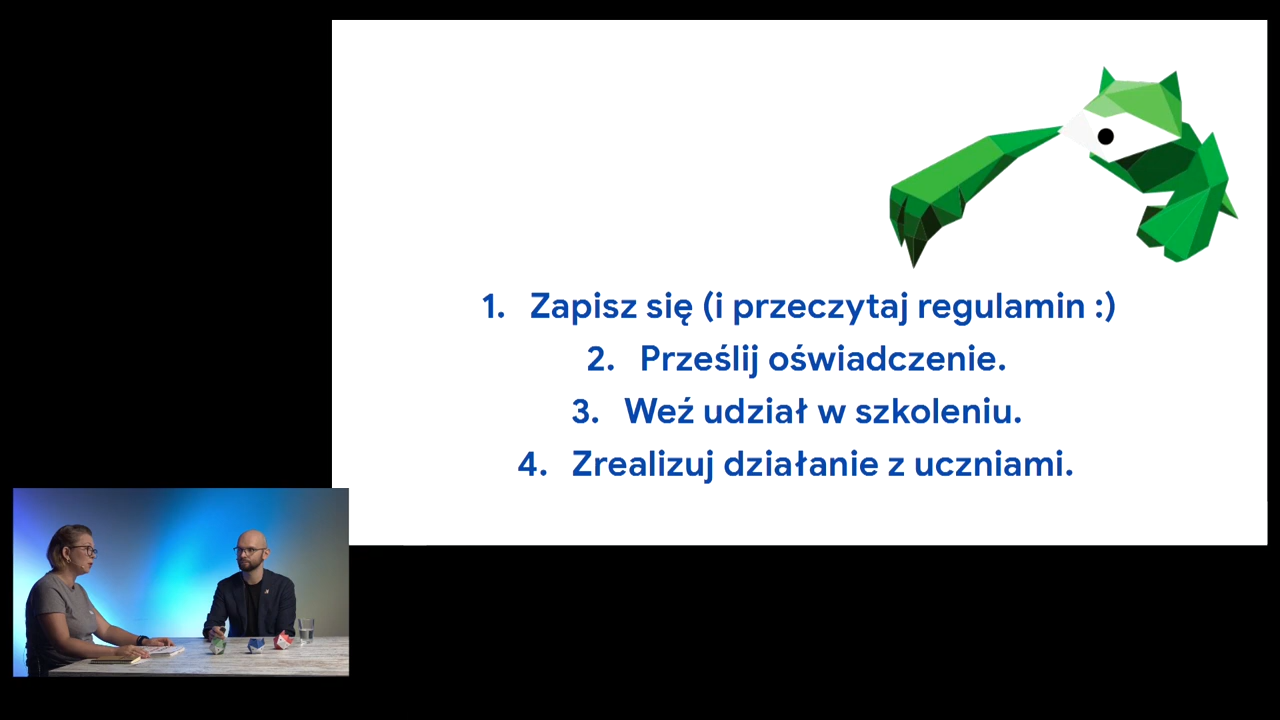 1. Zapisz się (i przeczytaj regulamin :)
2. Prześlij oświadczenie.
3. Weź udział w szkoleniu.
4. Zrealizuj działanie z uczniami.